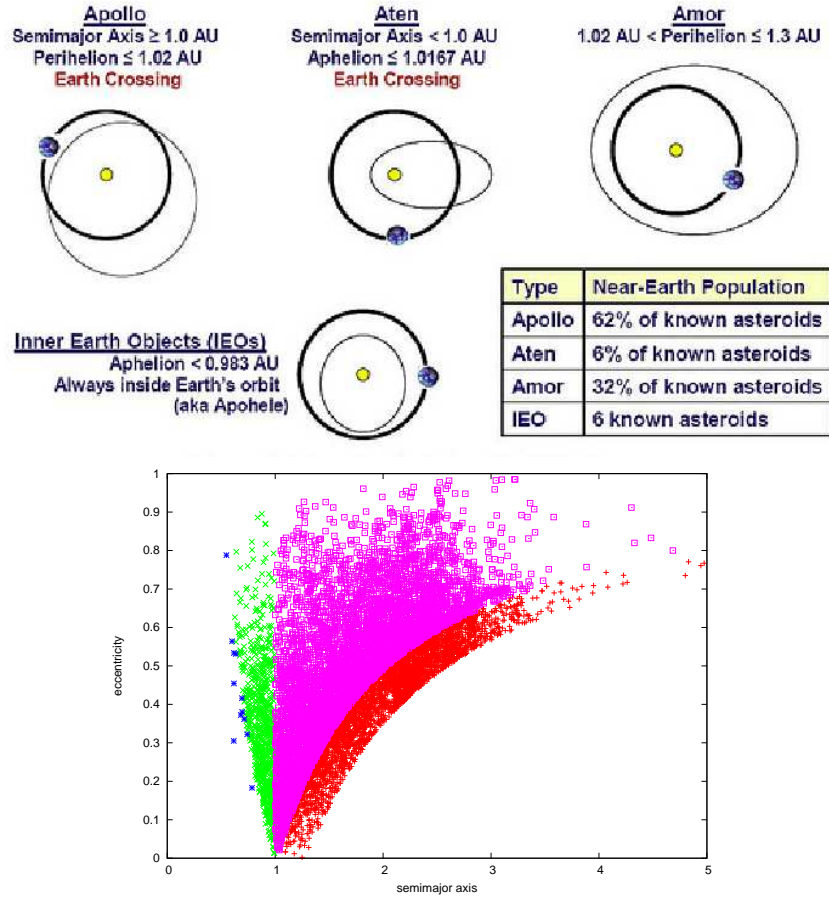 Apollo
Semimajor Axis ≥ 1.0 AU
Perihelion ≤ 1.02 AU
Earth Crossing
Aten
Semimajor Axis < 1.0 AU
Aphelion ≤ 1.0167 AU
Earth Crossing
Amor
1.02 AU < Perihelion ≤ 1.3 AU
Inner Earth Objects (IEOs)
Aphelion < 0.983 AU
Always inside Earth's orbit
(aka Apohele)
Type Near-Earth Population
Apollo 62% of known asteroids
Aten 6% of known asteroids
Amor 32% of known asteroids
IEO 6 known asteroids
1
0.9
0.8
0.7
0.6
0.5
0.4
0.3
0.2
0.1
0
eccentricity
0 1 2 3 4 5
semimajor axis